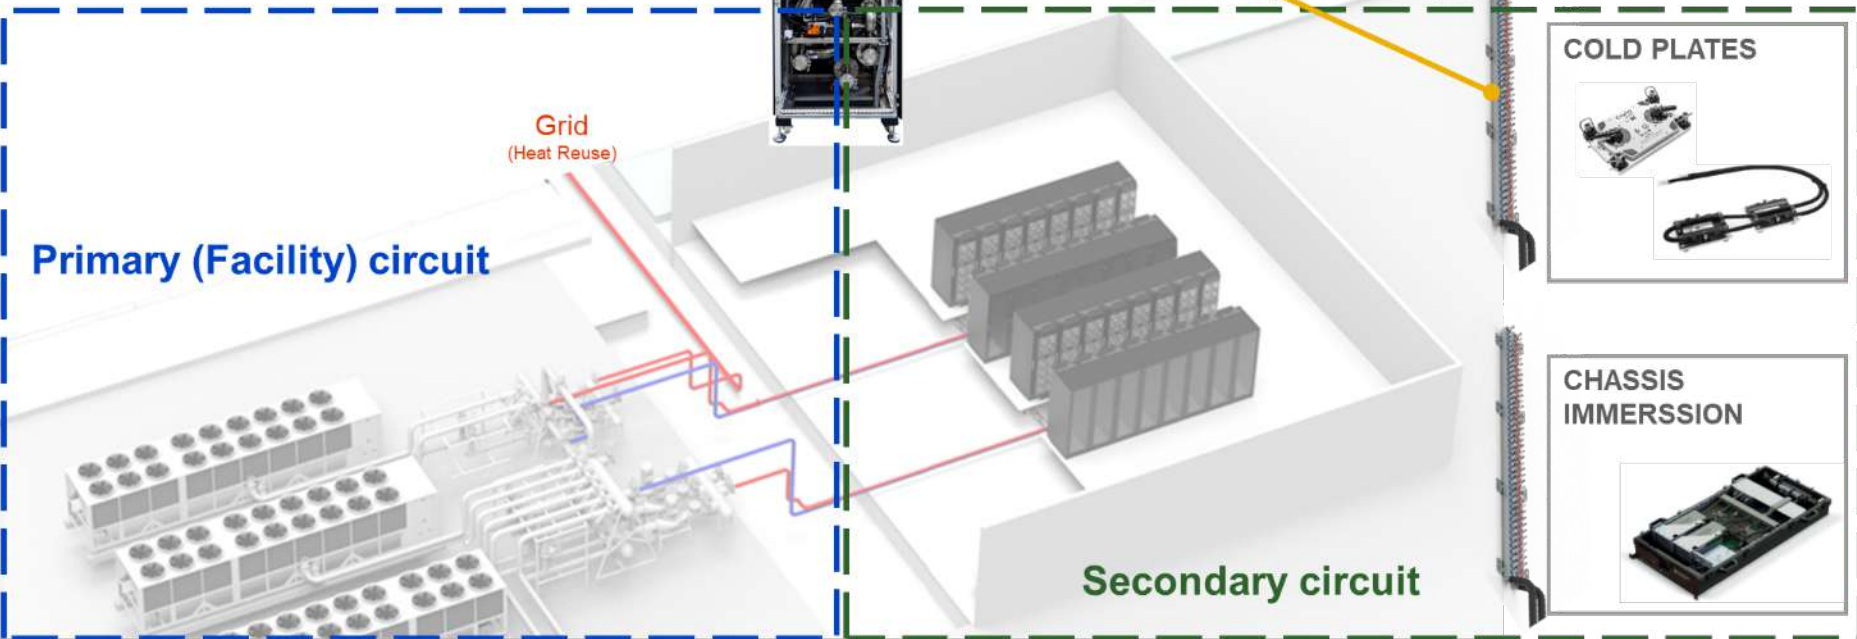 COLD PLATES
Grid
(Heat Reuse)
Primary (Facility) circuit
CHASSIS
IMMERSSION
Secondary circuit